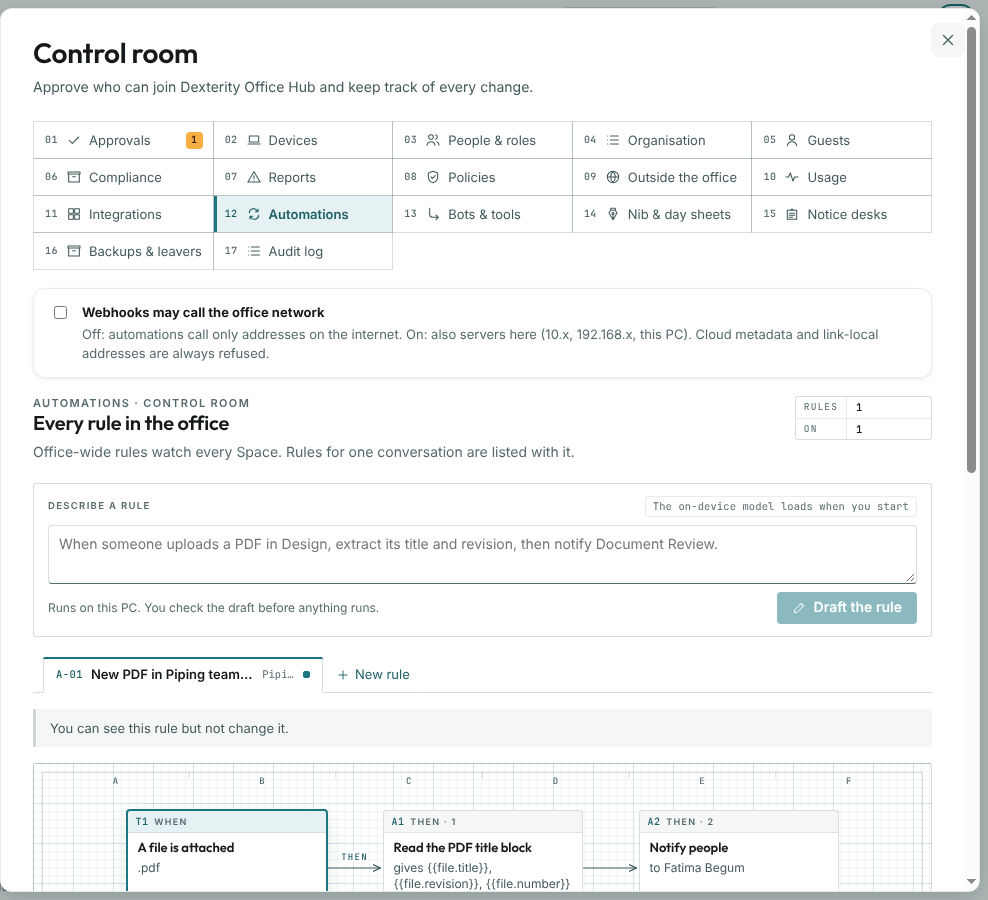 Control room
Approve who can join Dexterity Office Hub and keep track of every change.
01 Approvals 1
02 Devices
03 People & roles
04 Organisation
05 Guests
06 Compliance
07 Reports
08 Policies
09 Outside the office
10 Usage
11 Integrations
12 Automations
13 Bots & tools
14 Nib & day sheets
15 Notice desks
16 Backups & leavers
17 Audit log
Webhooks may call the office network
Off: automations call only addresses on the internet. On: also servers here (10.x, 192.168.x, this PC). Cloud metadata and link-local
addresses are always refused.
AUTOMATIONS · CONTROL ROOM
Every rule in the office
Office-wide rules watch every Space. Rules for one conversation are listed with it.
RULES 1
ON 1
DESCRIBE A RULE
The on-device model loads when you start
When someone uploads a PDF in Design, extract its title and revision, then notify Document Review.
Runs on this PC. You check the draft before anything runs.
Draft the rule
A-01 New PDF in Piping team... Pipi…
+ New rule
You can see this rule but not change it.
A B C D E F
T1 WHEN
A file is attached
.pdf
THEN
A1 THEN · 1
Read the PDF title block
gives {{file.title}},
{{file.revision}}, {{file.number}}
A2 THEN · 2
Notify people
to Fatima Begum